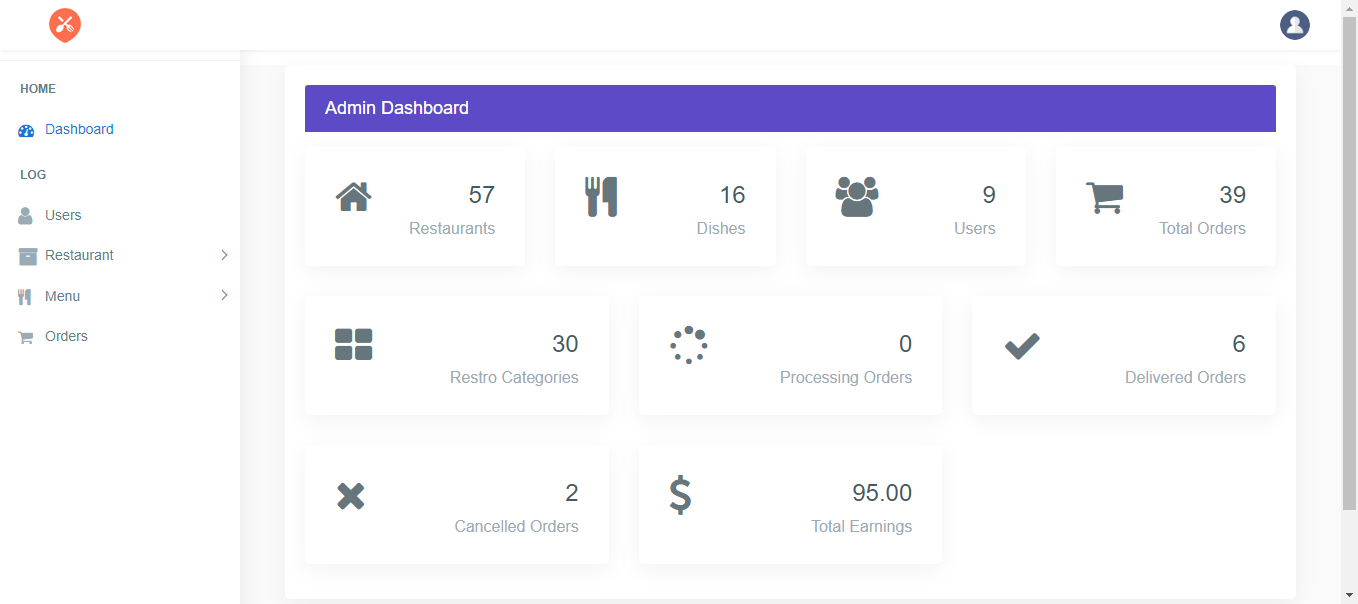 HOME
Dashboard
LOG
Users
Restaurant
Menu
Orders
Admin Dashboard
57
Restaurants
16
Dishes
9
Users
39
Total Orders
30
Restro Categories
0
Processing Orders
6
Delivered Orders
2
Cancelled Orders
95.00
Total Earnings